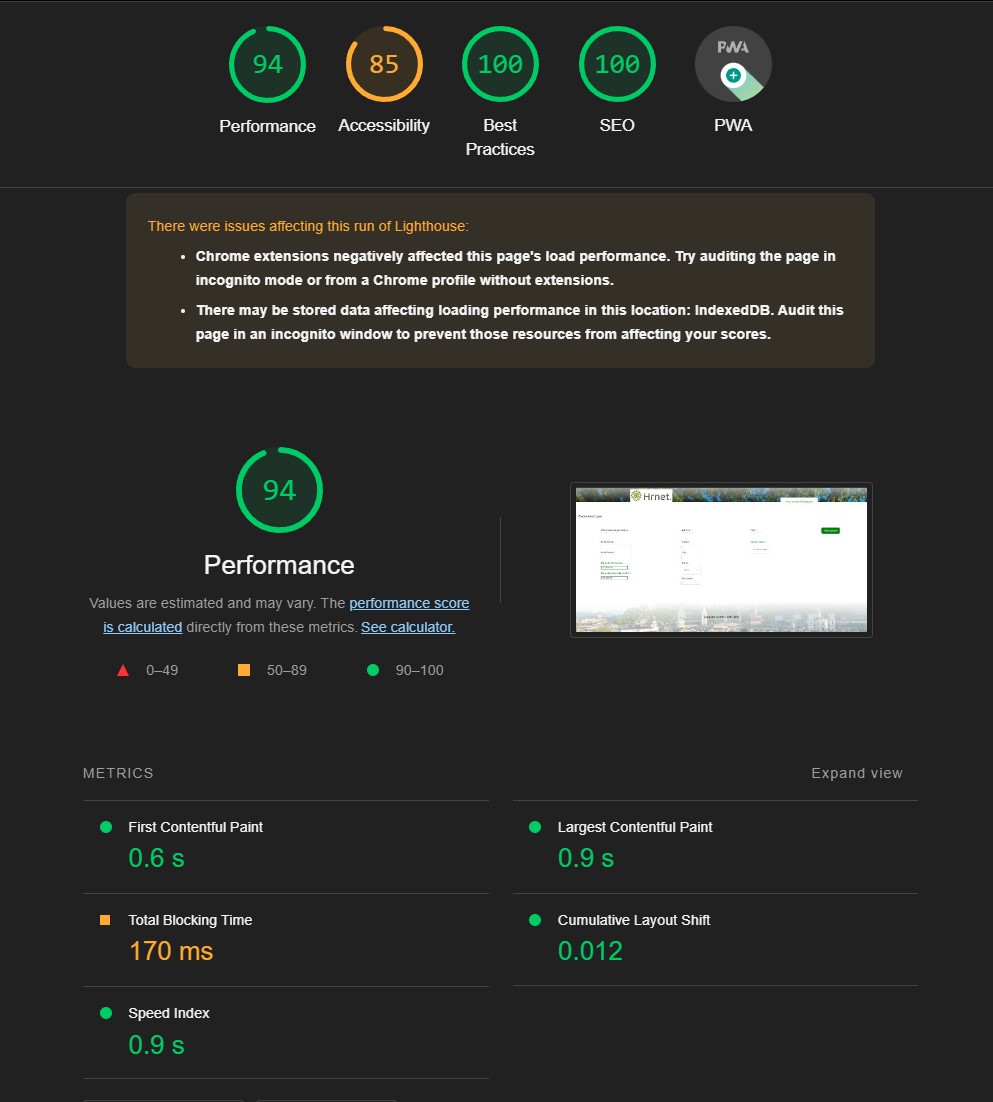 94
85
100
100
PWA
Performance
Accessibility
Best
Practices
SEO
PWA
There were issues affecting this run of Lighthouse:
Chrome extensions negatively affected this page's load performance. Try auditing the page in
incognito mode or from a Chrome profile without extensions.
There may be stored data affecting loading performance in this location: IndexedDB. Audit this
page in an incognito window to prevent those resources from affecting your scores.
94
Performance
Values are estimated and may vary. The performance score
is calculated directly from these metrics. See calculator.
0–49
50–89
90–100
Hrnet.
METRICS
Expand view
First Contentful Paint
0.6 s
Largest Contentful Paint
0.9 s
Total Blocking Time
170 ms
Cumulative Layout Shift
0.012
Speed Index
0.9 s